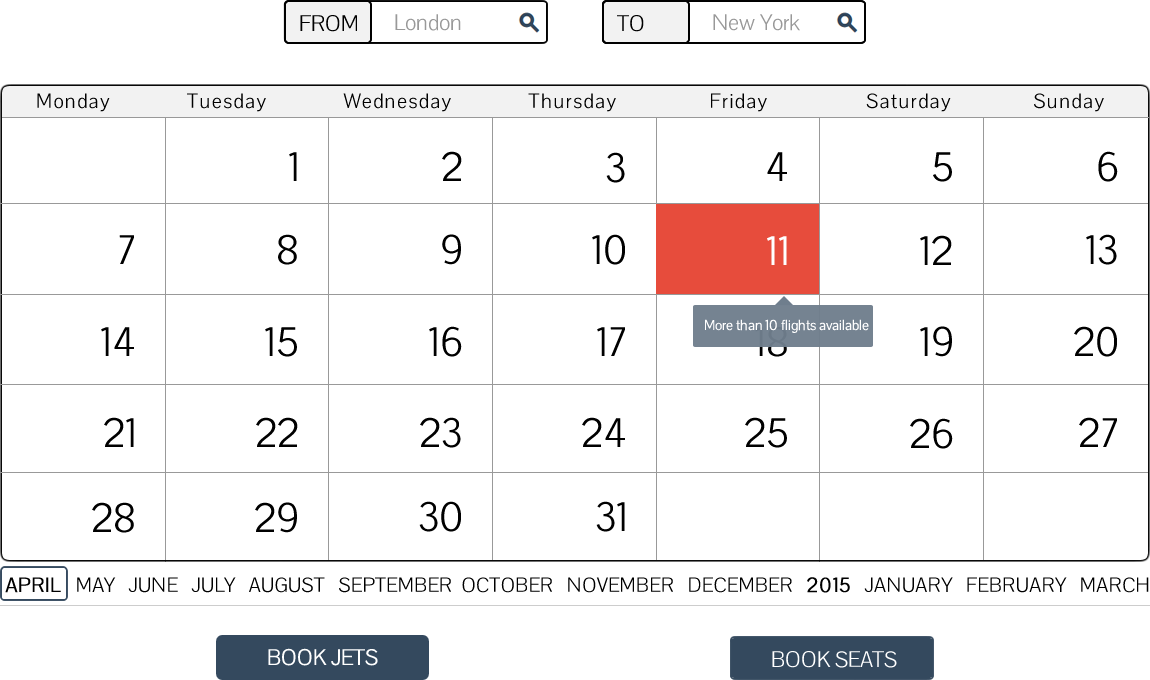 FROM London TO New York
Monday Tuesday Wednesday Thursday Friday Saturday Sunday
1 2 3 4 5 6
7 8 9 10 11 12 13
More than 10 flights available
14 15 16 17 18 19 20
21 22 23 24 25 26 27
28 29 30 31
APRIL MAY JUNE JULY AUGUST SEPTEMBER OCTOBER NOVEMBER DECEMBER 2015 JANUARY FEBRUARY MARCH
BOOK JETS BOOK SEATS